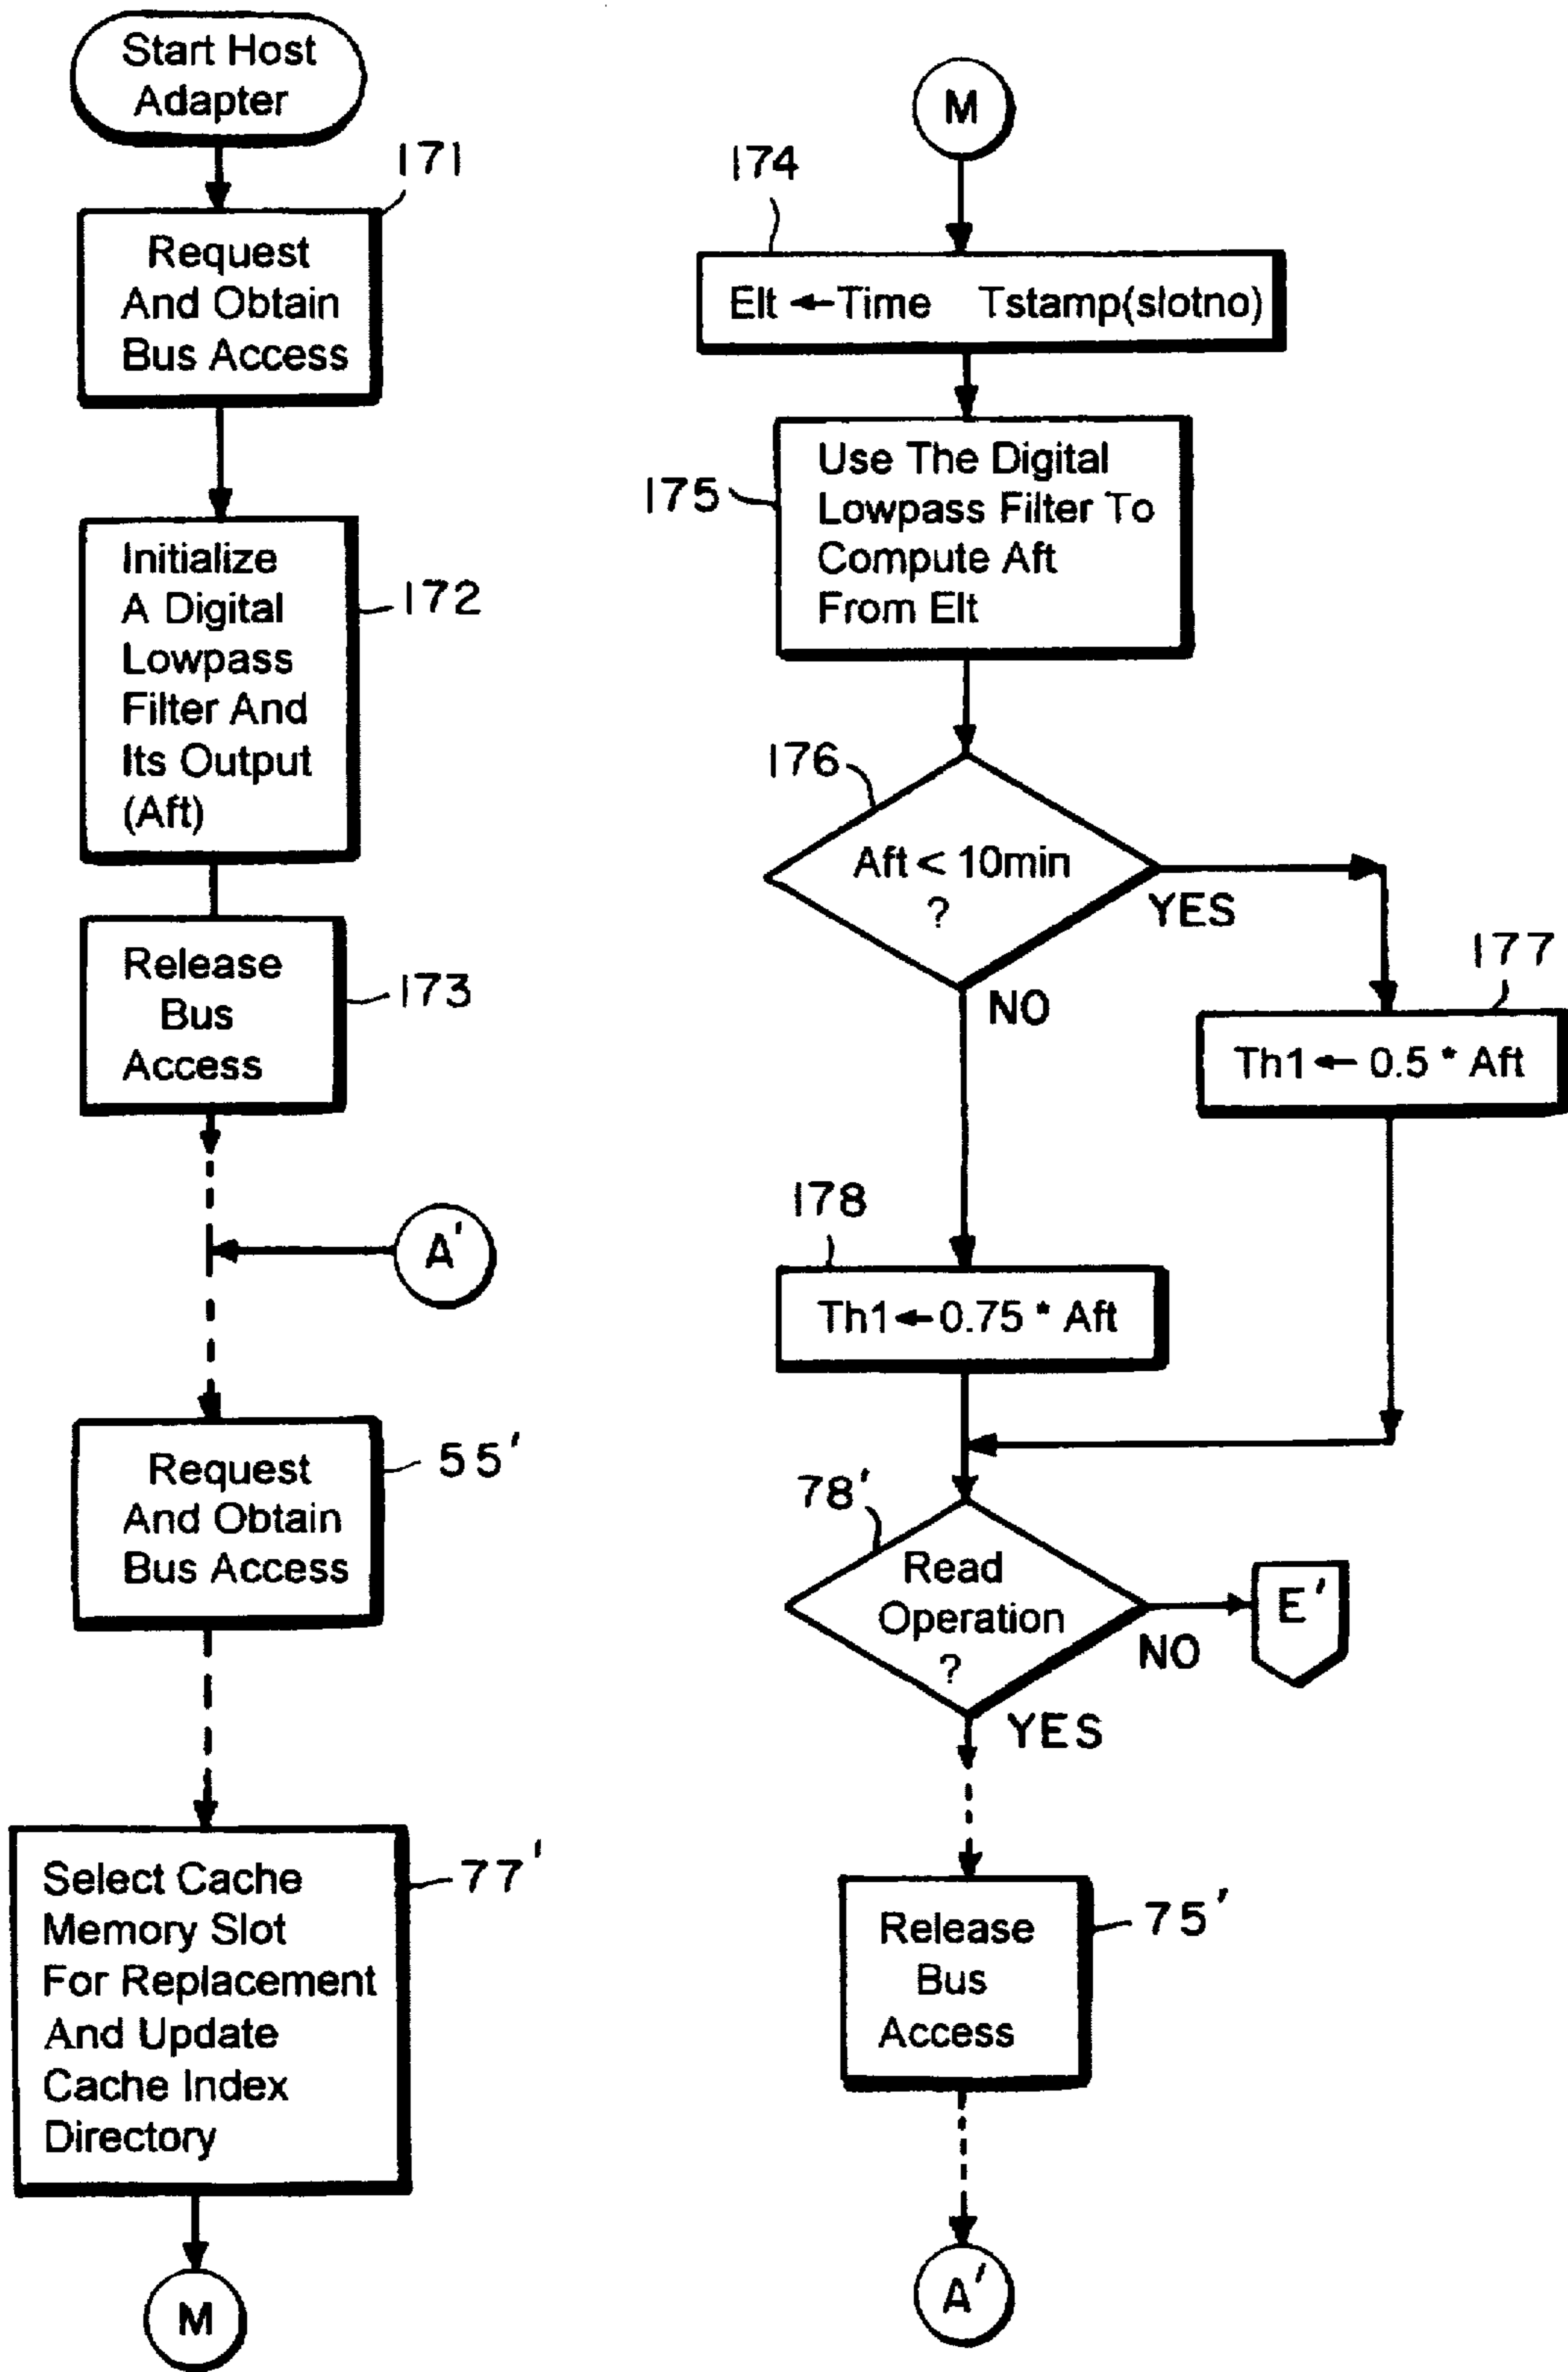 Start Host
Adapter
171
Request
And Obtain
Bus Access
Initialize
A Digital
Lowpass
Filter And
Its Output
(Aft)
172
Release
Bus
Access
173
A'
Request
And Obtain
Bus Access
55'
Select Cache
Memory Slot
For Replacement
And Update
Cache Index
Directory
77'
M
M
174
Elt ← Time Tstamp(slotno)
175
Use The Digital
Lowpass Filter To
Compute Aft
From Elt
176
Aft < 10min
?
YES
NO
177
Th1 ← 0.5 * Aft
178
Th1 ← 0.75 * Aft
78'
Read
Operation
?
NO
E'
YES
Release
Bus
Access
75'
A'